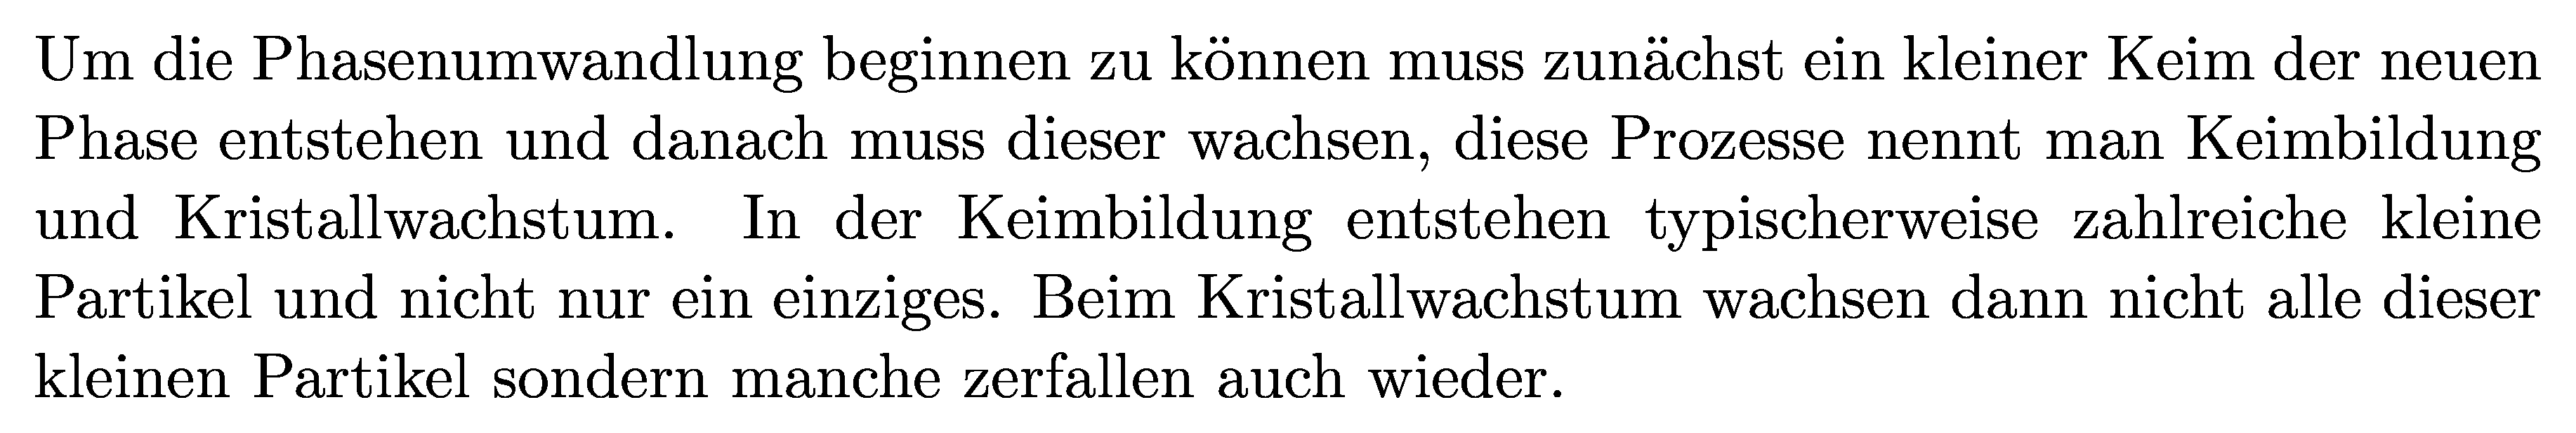 Um die Phasenumwandlung beginnen zu können muss zunächst ein kleiner Keim der neuen
Phase entstehen und danach muss dieser wachsen, diese Prozesse nennt man Keimbildung
und Kristallwachstum. In der Keimbildung entstehen typischerweise zahlreiche kleine
Partikel und nicht nur ein einziges. Beim Kristallwachstum wachsen dann nicht alle dieser
kleinen Partikel sondern manche zerfallen auch wieder.